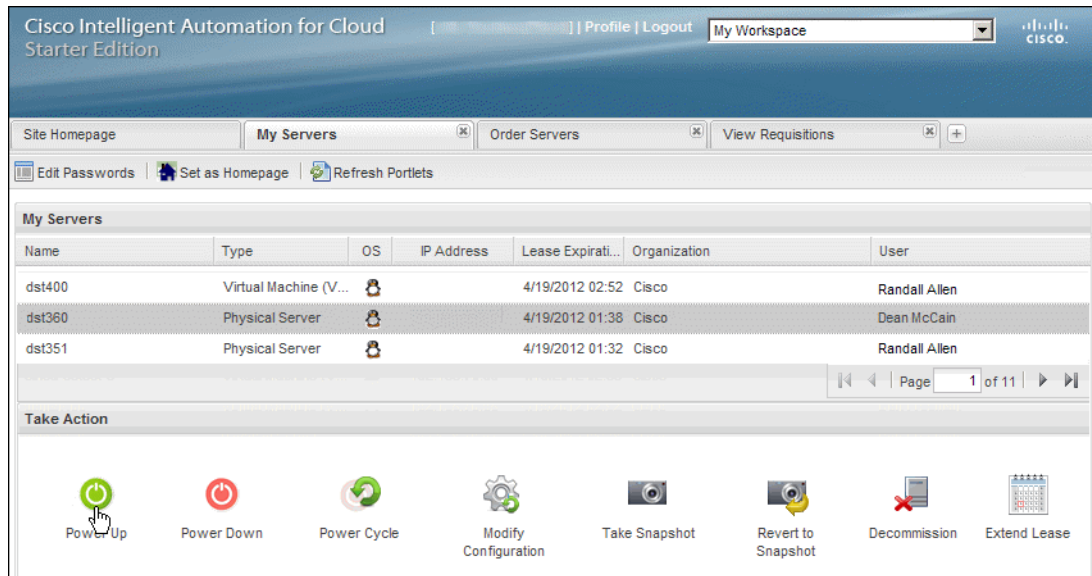 Cisco Intelligent Automation for Cloud
Starter Edition
[ ] | Profile | Logout
My Workspace
CISCO.
Site Homepage
My Servers
Order Servers
View Requisitions
Edit Passwords
Set as Homepage
Refresh Portlets
My Servers
Name Type OS IP Address Lease Expirati... Organization User
dst400 Virtual Machine (V... 4/19/2012 02:52 Cisco Randall Allen
dst360 Physical Server 4/19/2012 01:38 Cisco Dean McCain
dst351 Physical Server 4/19/2012 01:32 Cisco Randall Allen
Page 1 of 11
Take Action
Power Up
Power Down
Power Cycle
Modify
Configuration
Take Snapshot
Revert to
Snapshot
Decommission
Extend Lease